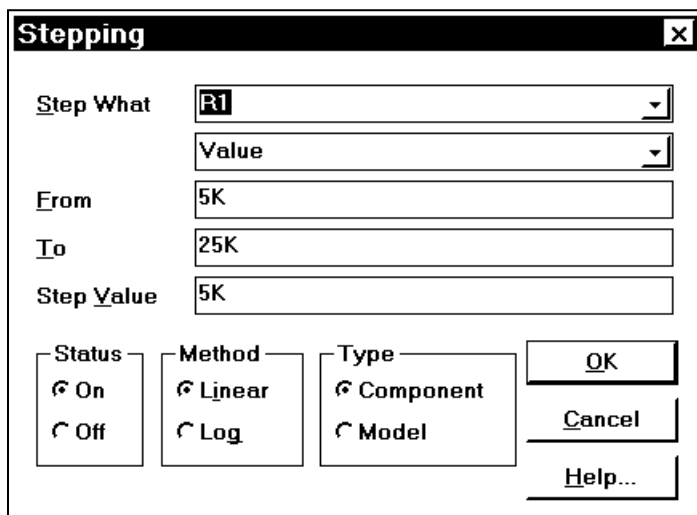 Stepping
Step What R1
Value
From 5K
To 25K
Step Value 5K
Status Method Type
On Linear Component
Off Log Model
OK
Cancel
Help...